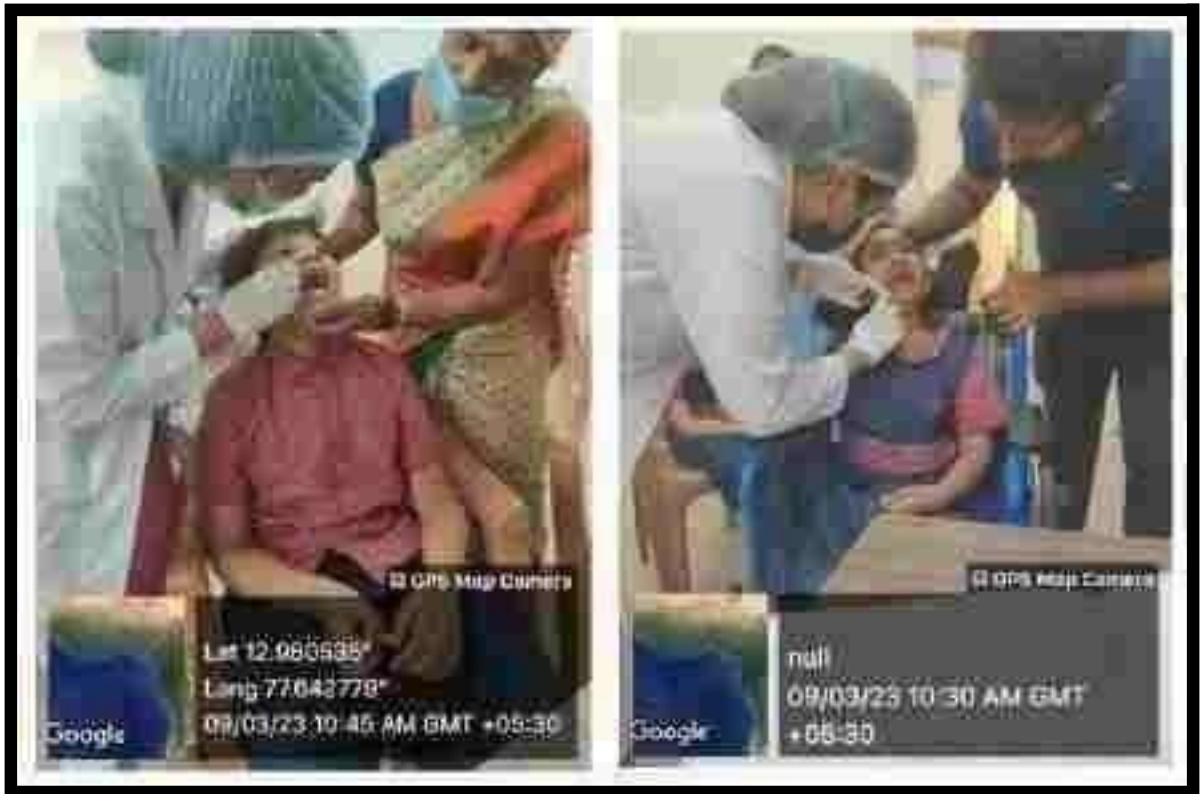 GPS Map Camera
Lat 12.980535°
Long 77.642779°
09/03/23 10:45 AM GMT +05:30
Google
GPS Map Camera
null
09/03/23 10:30 AM GMT
+05:30
Google